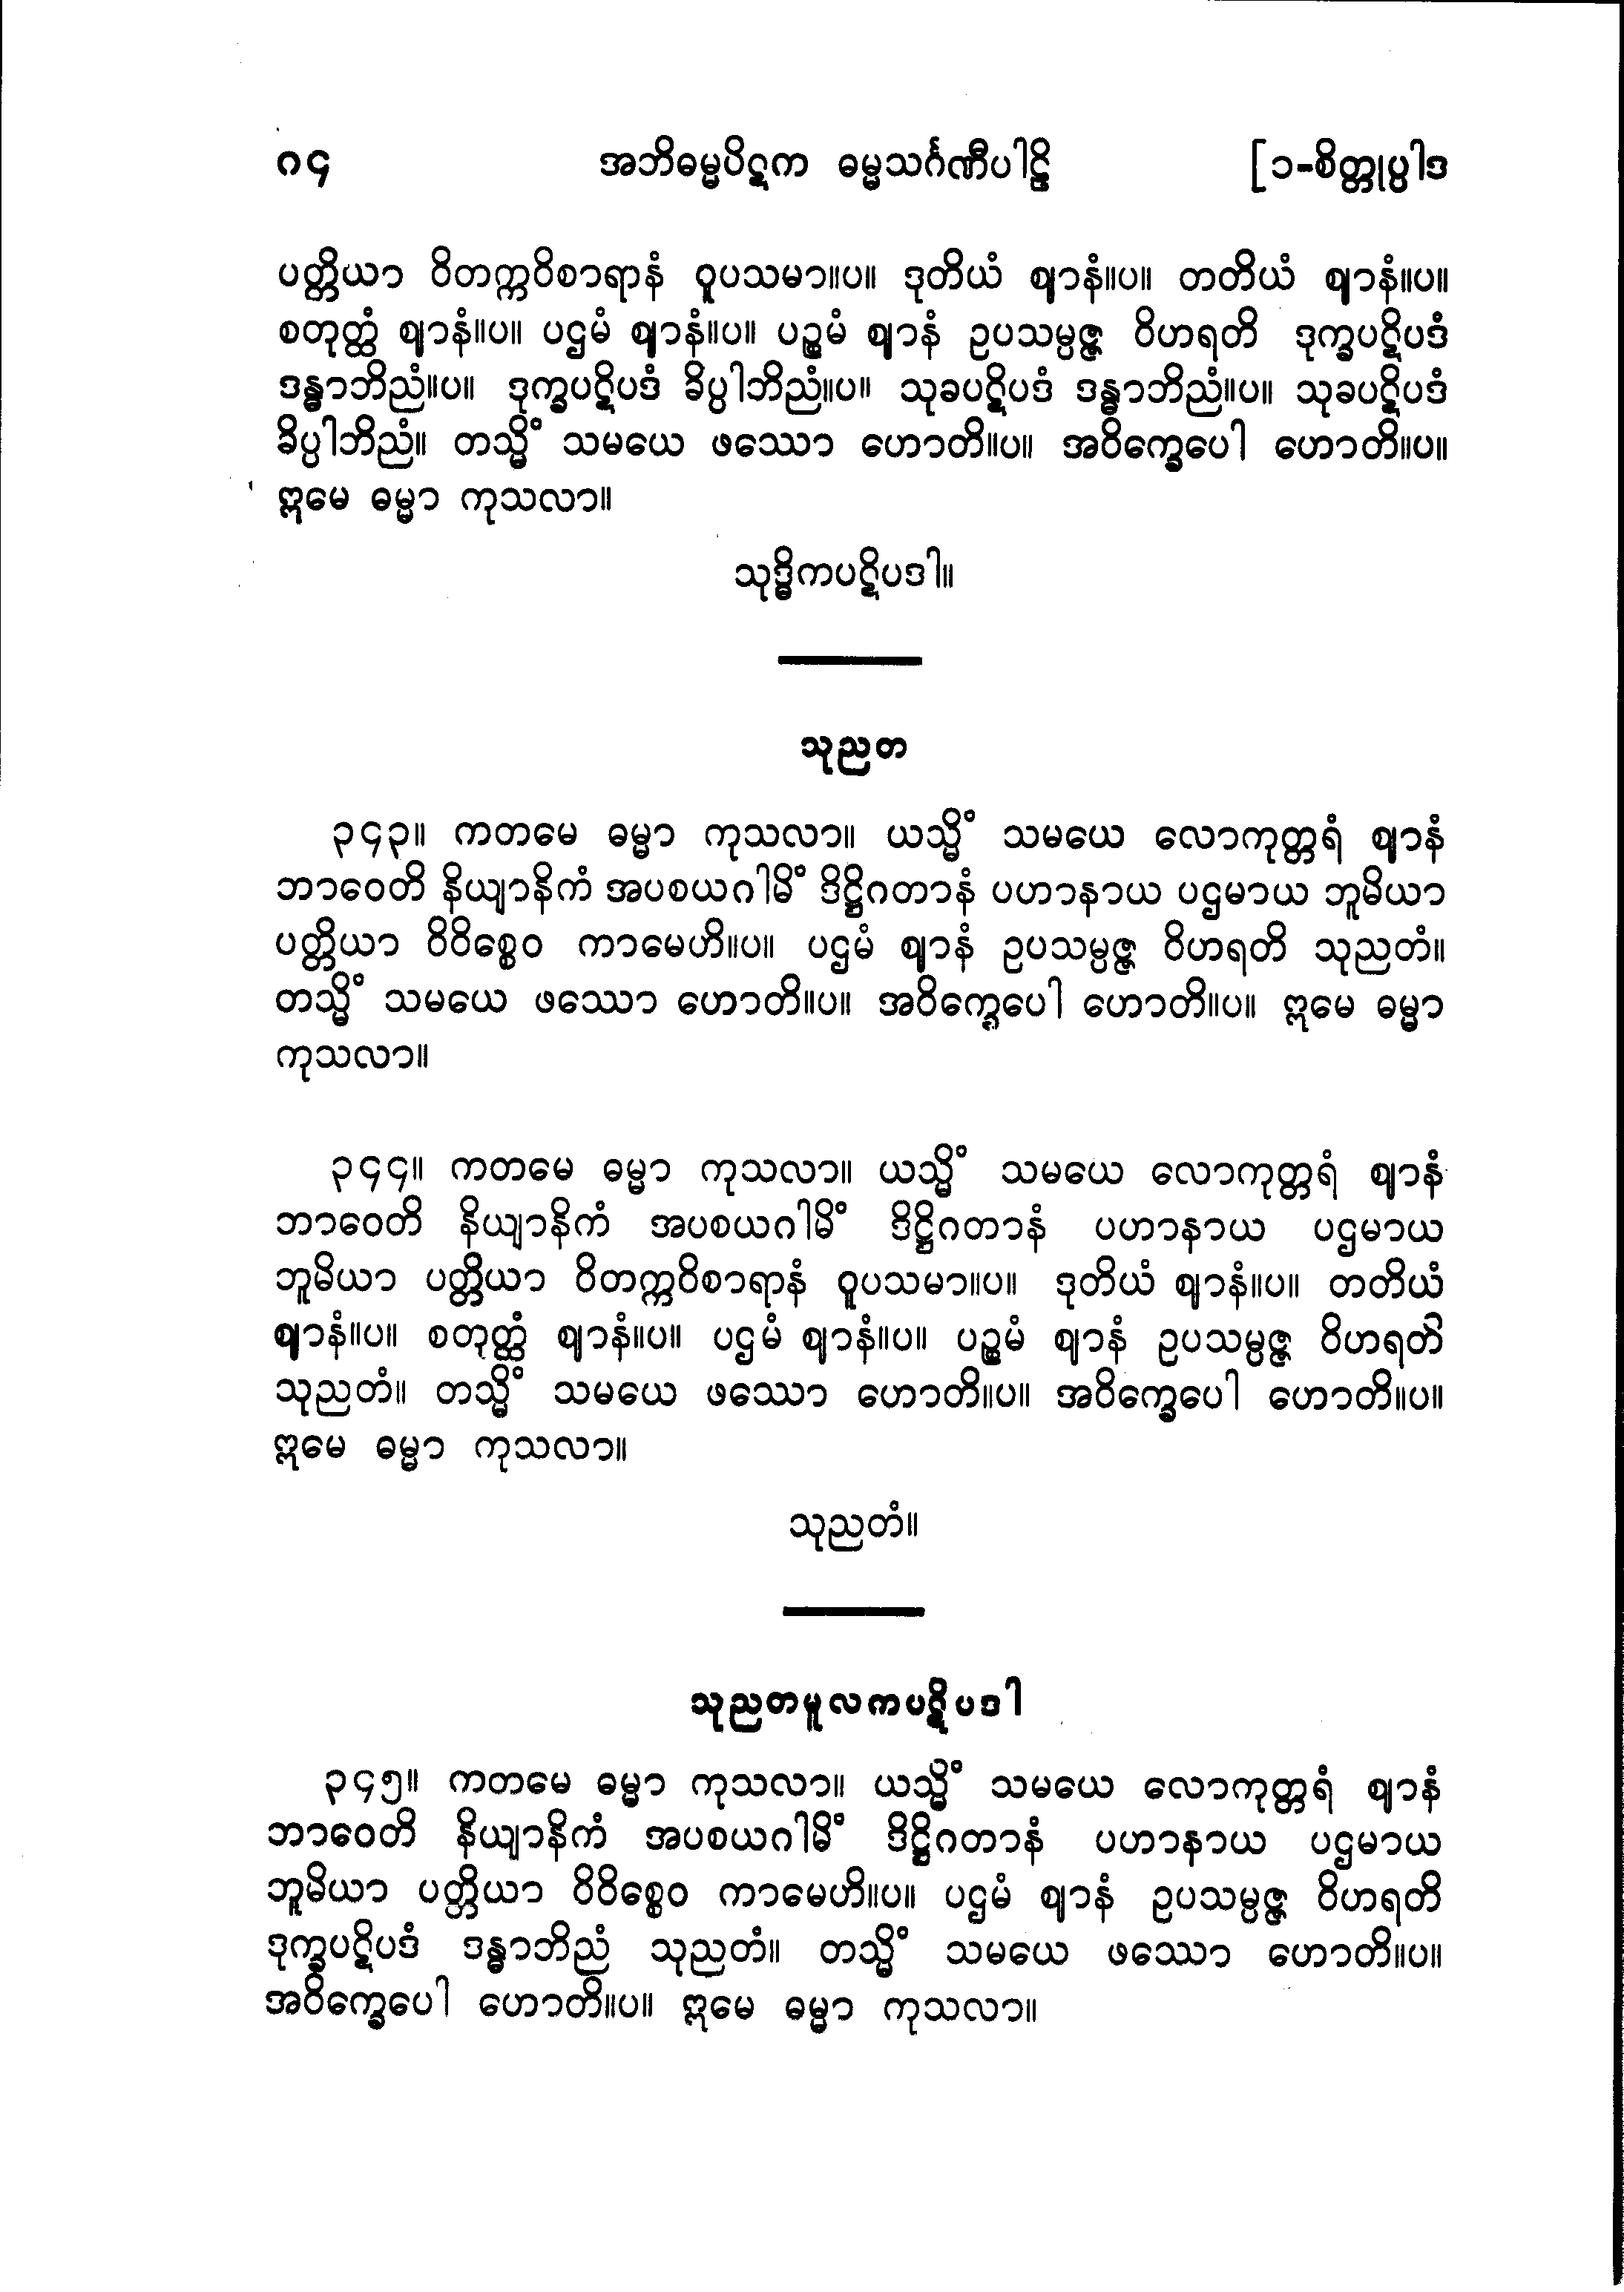 ၈၄ အဘိဓမ္မပိဋက ဓမ္မသင်္ဂဏီပါဠိ [၁-စိတ္တုပ္ပါဒ
ပတ္တိယာ ဝိတက္ကဝိစာရာနံ ဝူပသမာ။ပ။ ဒုတိယံ ဈာနံ။ပ။ တတိယံ ဈာနံ။ပ။
စတုတ္ထံ ဈာနံ။ပ။ ပဌမံ ဈာနံ။ပ။ ပဉ္စမံ ဈာနံ ဥပသမ္ပဇ္ဇ ဝိဟရတိ ဒုက္ခပဋိပဒံ
ဒန္ဓာဘိညံ။ပ။ ဒုက္ခပဋိပဒံ ခိပ္ပါဘိညံ။ပ။ သုခပဋိပဒံ ဒန္ဓာဘိညံ။ပ။ သုခပဋိပဒံ
ခိပ္ပါဘိညံ။ တသ္မိံ သမယေ ဖဿော ဟောတိ။ပ။ အဝိက္ခေပေါ ဟောတိ။ပ။
ဣမေ ဓမ္မာ ကုသလာ။
သုဒ္ဓိကပဋိပဒါ။
သုညတ
၃၄၃။ ကတမေ ဓမ္မာ ကုသလာ။ ယသ္မိံ သမယေ လောကုတ္တရံ ဈာနံ
ဘာဝေတိ နိယျာနိကံ အပစယဂါမိံ ဒိဋ္ဌိဂတာနံ ပဟာနာယ ပဌမာယ ဘူမိယာ
ပတ္တိယာ ဝိဝိစ္စေဝ ကာမေဟိ။ပ။ ပဌမံ ဈာနံ ဥပသမ္ပဇ္ဇ ဝိဟရတိ သုညတံ။
တသ္မိံ သမယေ ဖဿော ဟောတိ။ပ။ အဝိက္ခေပေါ ဟောတိ။ပ။ ဣမေ ဓမ္မာ
ကုသလာ။
၃၄၄။ ကတမေ ဓမ္မာ ကုသလာ။ ယသ္မိံ သမယေ လောကုတ္တရံ ဈာနံ
ဘာဝေတိ နိယျာနိကံ အပစယဂါမိံ ဒိဋ္ဌိဂတာနံ ပဟာနာယ ပဌမာယ
ဘူမိယာ ပတ္တိယာ ဝိတက္ကဝိစာရာနံ ဝူပသမာ။ပ။ ဒုတိယံ ဈာနံ။ပ။ တတိယံ
ဈာနံ။ပ။ စတုတ္ထံ ဈာနံ။ပ။ ပဌမံ ဈာနံ။ပ။ ပဉ္စမံ ဈာနံ ဥပသမ္ပဇ္ဇ ဝိဟရတိ
သုညတံ။ တသ္မိံ သမယေ ဖဿော ဟောတိ။ပ။ အဝိက္ခေပေါ ဟောတိ။ပ။
ဣမေ ဓမ္မာ ကုသလာ။
သုညတံ။
သုညတမူလကပဋိပဒါ
၃၄၅။ ကတမေ ဓမ္မာ ကုသလာ။ ယသ္မိံ သမယေ လောကုတ္တရံ ဈာနံ
ဘာဝေတိ နိယျာနိကံ အပစယဂါမိံ ဒိဋ္ဌိဂတာနံ ပဟာနာယ ပဌမာယ
ဘူမိယာ ပတ္တိယာ ဝိဝိစ္စေဝ ကာမေဟိ။ပ။ ပဌမံ ဈာနံ ဥပသမ္ပဇ္ဇ ဝိဟရတိ
ဒုက္ခပဋိပဒံ ဒန္ဓာဘိညံ သုညတံ။ တသ္မိံ သမယေ ဖဿော ဟောတိ။ပ။
အဝိက္ခေပေါ ဟောတိ။ပ။ ဣမေ ဓမ္မာ ကုသလာ။